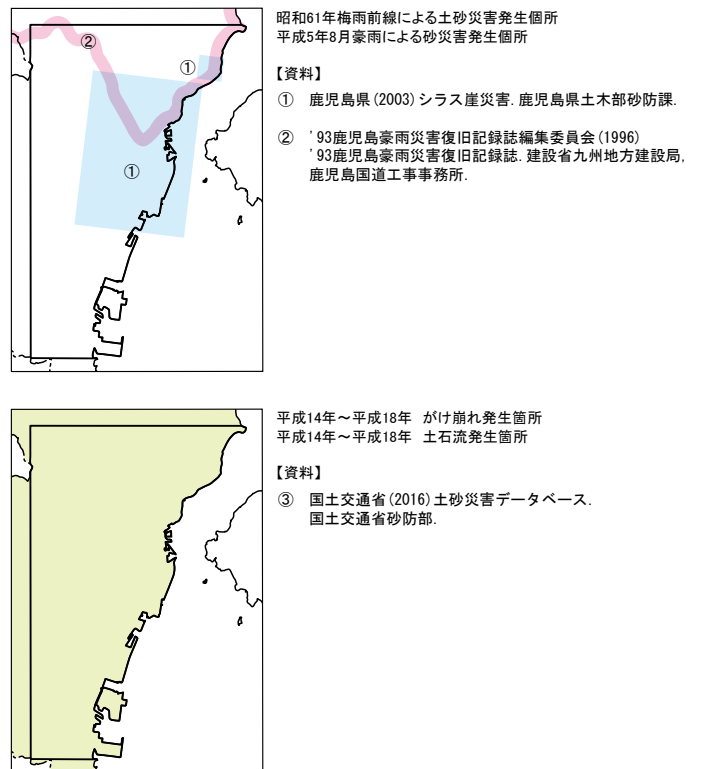 昭和61年梅雨前線による土砂災害発生個所
平成5年8月豪雨による砂災害発生個所
【資料】
① 鹿児島県(2003)シラス崖災害. 鹿児島県土木部砂防課.
② '93鹿児島豪雨災害復旧記録誌編集委員会(1996)
'93鹿児島豪雨災害復旧記録誌. 建設省九州地方建設局,
鹿児島国道工事事務所.
②
①
①
平成14年～平成18年 がけ崩れ発生箇所
平成14年～平成18年 土石流発生箇所
【資料】
③ 国土交通省(2016)土砂災害データベース.
国土交通省砂防部.